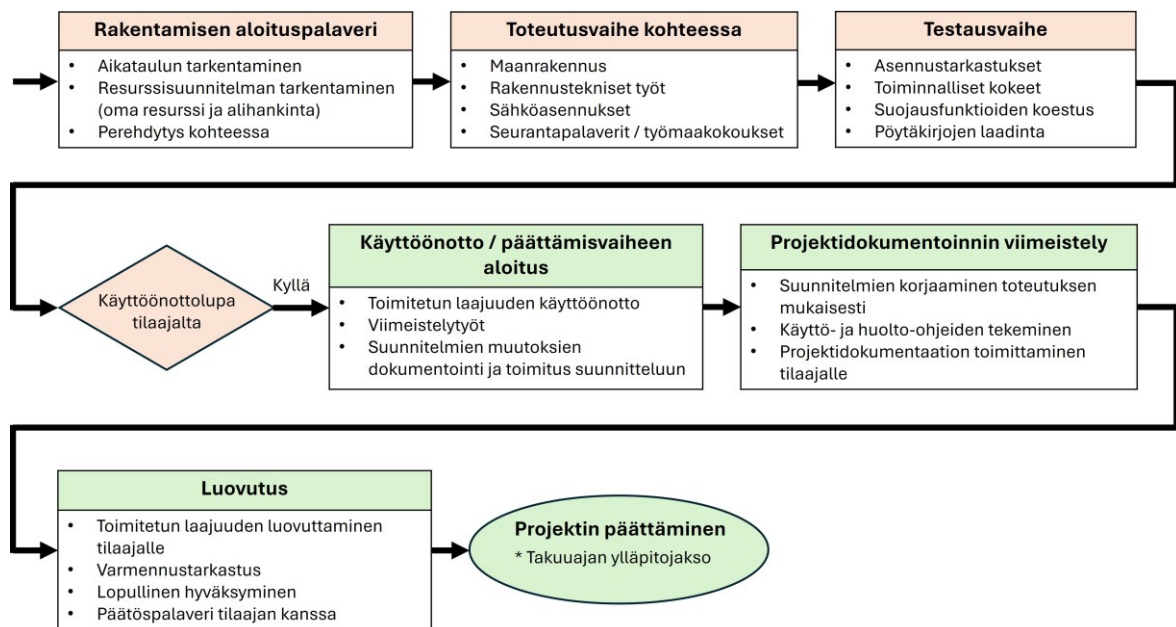 Rakentamisen aloituspalaveri
• Aikataulun tarkentaminen
• Resurssisuunnitelman tarkentaminen
(oma resurssi ja alihankinta)
• Perehdytys kohteessa
Toteutusvaihe kohteessa
• Maanrakennus
• Rakennustekniset työt
• Sähköasennukset
• Seurantapalaverit / työmaakokoukset
Testausvaihe
• Asennustarkastukset
• Toiminnalliset kokeet
• Suojausfunktioiden koestus
• Pöytäkirjojen laadinta
Käyttöönottolupa
tilaajalta
Kyllä
Käyttöönotto / päättämisvaiheen
aloitus
• Toimitetun laajuuden käyttöönotto
• Viimeistelytyöt
• Suunnitelmien muutoksien
dokumentointi ja toimitus suunnitteluun
Projektidokumentoinnin viimeistely
• Suunnitelmien korjaaminen toteutuksen
mukaisesti
• Käyttö- ja huolto-ohjeiden tekeminen
• Projektidokumentaation toimittaminen
tilaajalle
Luovutus
• Toimitetun laajuuden luovuttaminen
tilaajalle
• Varmennustarkastus
• Lopullinen hyväksyminen
• Päätöspalaveri tilaajan kanssa
Projektin päättäminen
* Takuuajan ylläpitojakso